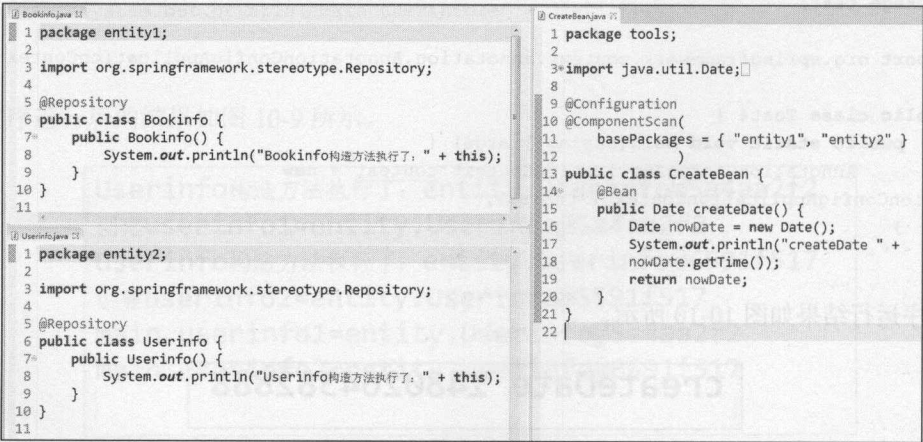 Bookinfo.java
1 package entity1;
2
3 import org.springframework.stereotype.Repository;
4
5 @Repository
6 public class Bookinfo {
7 public Bookinfo() {
8 System.out.println("Bookinfo构造方法执行了:" + this);
9 }
10 }
11
Userinfo.java
1 package entity2;
2
3 import org.springframework.stereotype.Repository;
4
5 @Repository
6 public class Userinfo {
7 public Userinfo() {
8 System.out.println("Userinfo构造方法执行了:" + this);
9 }
10 }
11
CreateBean.java
1 package tools;
2
3 import java.util.Date;
8
9 @Configuration
10 @ComponentScan(
11 basePackages = { "entity1", "entity2" }
12 )
13 public class CreateBean {
14 @Bean
15 public Date createDate() {
16 Date nowDate = new Date();
17 System.out.println("createDate " +
18 nowDate.getTime());
19 return nowDate;
20 }
21 }
22